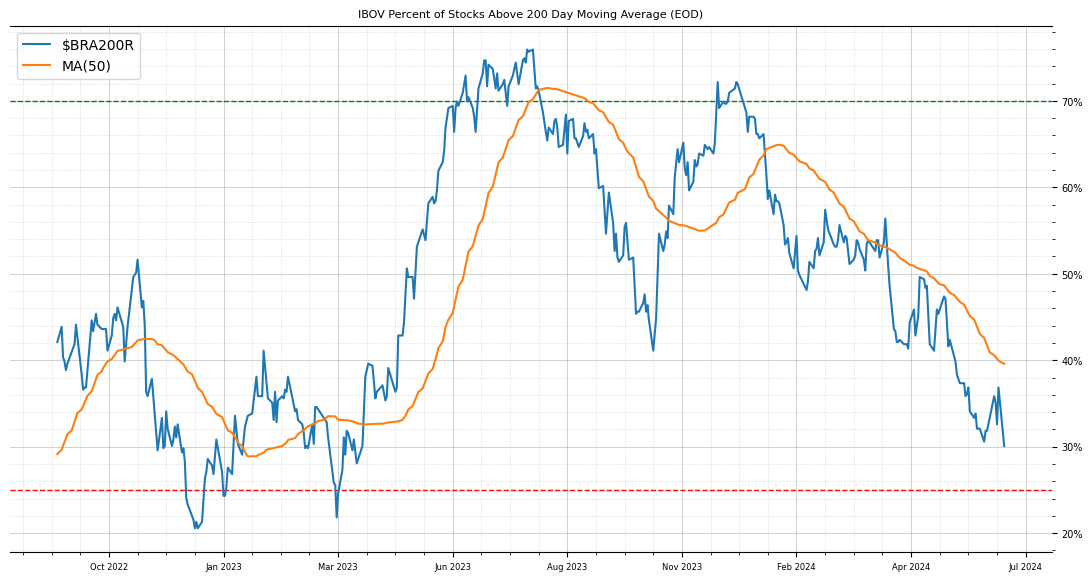 IBOV Percent of Stocks Above 200 Day Moving Average (EOD)
$BRA200R
MA(50)
70%
60%
50%
40%
30%
20%
Oct 2022 Jan 2023 Mar 2023 Jun 2023 Aug 2023 Nov 2023 Feb 2024 Apr 2024 Jul 2024